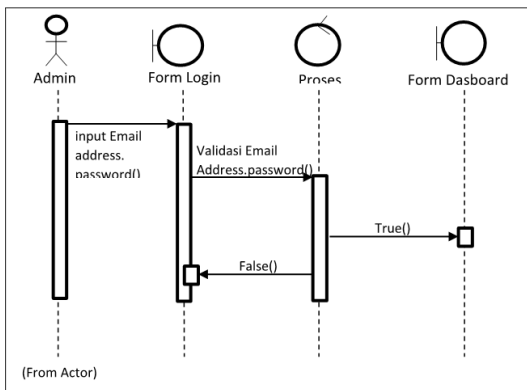 Admin
Form Login
Proses
Form Dasboard
input Email
address.
password()
Validasi Email
Address.password()
True()
False()
(From Actor)